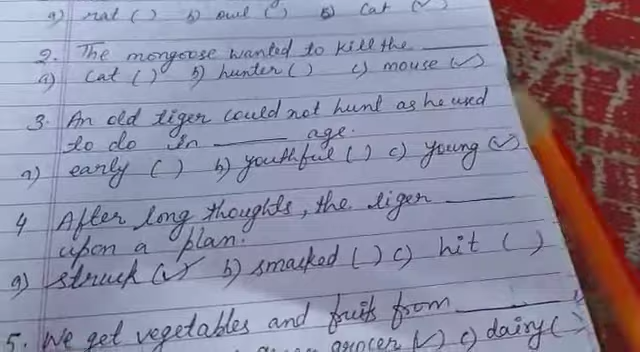 a) rat ( ) b) owl ( ) c) cat (✓)
2. The mongoose wanted to kill the ______
a) cat ( ) b) hunter ( ) c) mouse (✓)
3. An old tiger could not hunt as he used
to do in ______ age.
a) early ( ) b) youthful ( ) c) young (✓)
4 After long thoughts, the tiger ______
upon a plan.
a) struck (✓) b) smacked ( ) c) hit ( )
5. We get vegetables and fruits from ______
grocer (✓) c) dairy ( )